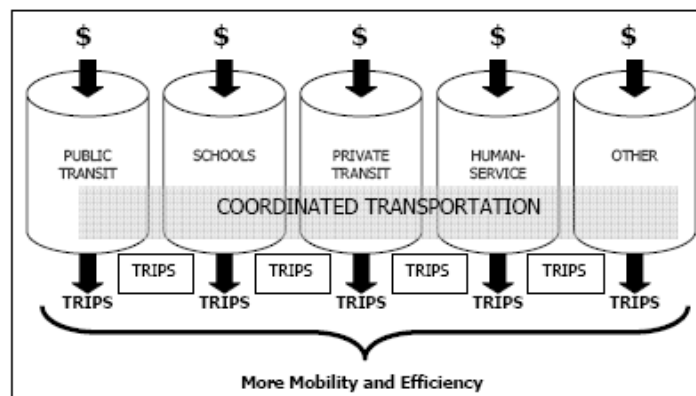 $ $ $ $ $
PUBLIC TRANSIT
SCHOOLS
PRIVATE TRANSIT
HUMAN-SERVICE
OTHER
COORDINATED TRANSPORTATION
TRIPS TRIPS TRIPS TRIPS
TRIPS TRIPS TRIPS TRIPS TRIPS
More Mobility and Efficiency